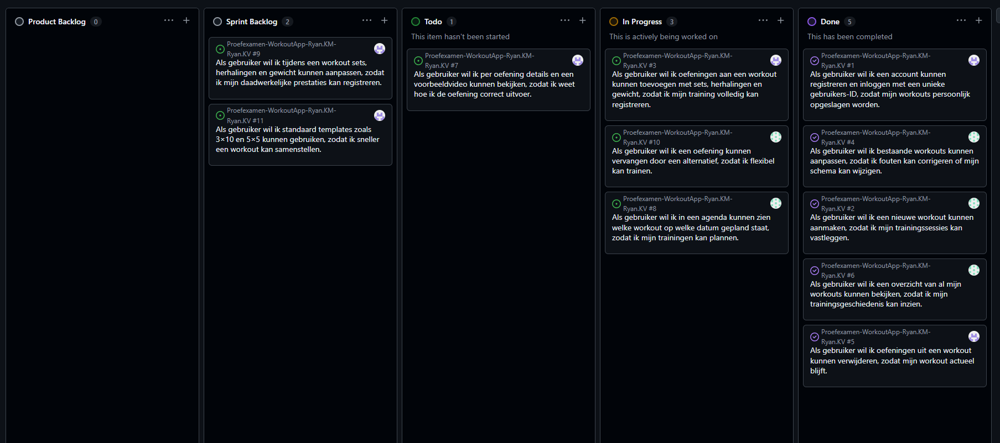 Product Backlog 0
Sprint Backlog 2
Proefexamen-WorkoutApp-Ryan.KM-
Ryan.KV #9
Als gebruiker wil ik tijdens een workout sets,
herhalingen en gewicht kunnen aanpassen, zodat
ik mijn daadwerkelijke prestaties kan registreren.
Proefexamen-WorkoutApp-Ryan.KM-
Ryan.KV #11
Als gebruiker wil ik standaard templates zoals
3×10 en 5×5 kunnen gebruiken, zodat ik sneller
een workout kan samenstellen.
Todo 1
This item hasn't been started
Proefexamen-WorkoutApp-Ryan.KM-
Ryan.KV #7
Als gebruiker wil ik per oefening details en een
voorbeeldvideo kunnen bekijken, zodat ik weet
hoe ik de oefening correct uitvoer.
In Progress 3
This is actively being worked on
Proefexamen-WorkoutApp-Ryan.KM-
Ryan.KV #3
Als gebruiker wil ik oefeningen aan een workout
kunnen toevoegen met sets, herhalingen en
gewicht, zodat ik mijn training volledig kan
registreren.
Proefexamen-WorkoutApp-Ryan.KM-
Ryan.KV #10
Als gebruiker wil ik een oefening kunnen
vervangen door een alternatief, zodat ik flexibel
kan trainen.
Proefexamen-WorkoutApp-Ryan.KM-
Ryan.KV #8
Als gebruiker wil ik in een agenda kunnen zien
welke workout op welke datum gepland staat,
zodat ik mijn trainingen kan plannen.
Done 5
This has been completed
Proefexamen-WorkoutApp-Ryan.KM-
Ryan.KV #1
Als gebruiker wil ik een account kunnen
registreren en inloggen met een unieke
gebruikers-ID, zodat mijn workouts persoonlijk
opgeslagen worden.
Proefexamen-WorkoutApp-Ryan.KM-
Ryan.KV #4
Als gebruiker wil ik bestaande workouts kunnen
aanpassen, zodat ik fouten kan corrigeren of mijn
schema kan wijzigen.
Proefexamen-WorkoutApp-Ryan.KM-
Ryan.KV #2
Als gebruiker wil ik een nieuwe workout kunnen
aanmaken, zodat ik mijn trainingssessies kan
vastleggen.
Proefexamen-WorkoutApp-Ryan.KM-
Ryan.KV #6
Als gebruiker wil ik een overzicht van al mijn
workouts kunnen bekijken, zodat ik mijn
trainingsgeschiedenis kan inzien.
Proefexamen-WorkoutApp-Ryan.KM-
Ryan.KV #5
Als gebruiker wil ik oefeningen uit een workout
kunnen verwijderen, zodat mijn workout actueel
blijft.